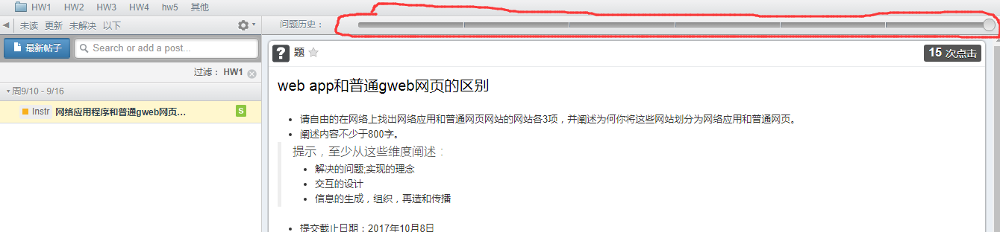 HW1 HW2 HW3 HW4 hw5 其他
未读 更新 未解决 以下
问题历史：
最新帖子 Search or add a post...
过滤： HW1
周9/10 - 9/16
Instr 网络应用程序和普通gweb网页... S
? 题
15 次点击
web app和普通gweb网页的区别
请自由的在网络上找出网络应用和普通网页网站的网站各3项，并阐述为何你将这些网站划分为网络应用和普通网页。
阐述内容不少于800字。
提示，至少从这些维度阐述：
解决的问题;实现的理念
交互的设计
信息的生成，组织，再造和传播
提交截止日期：2017年10月8日